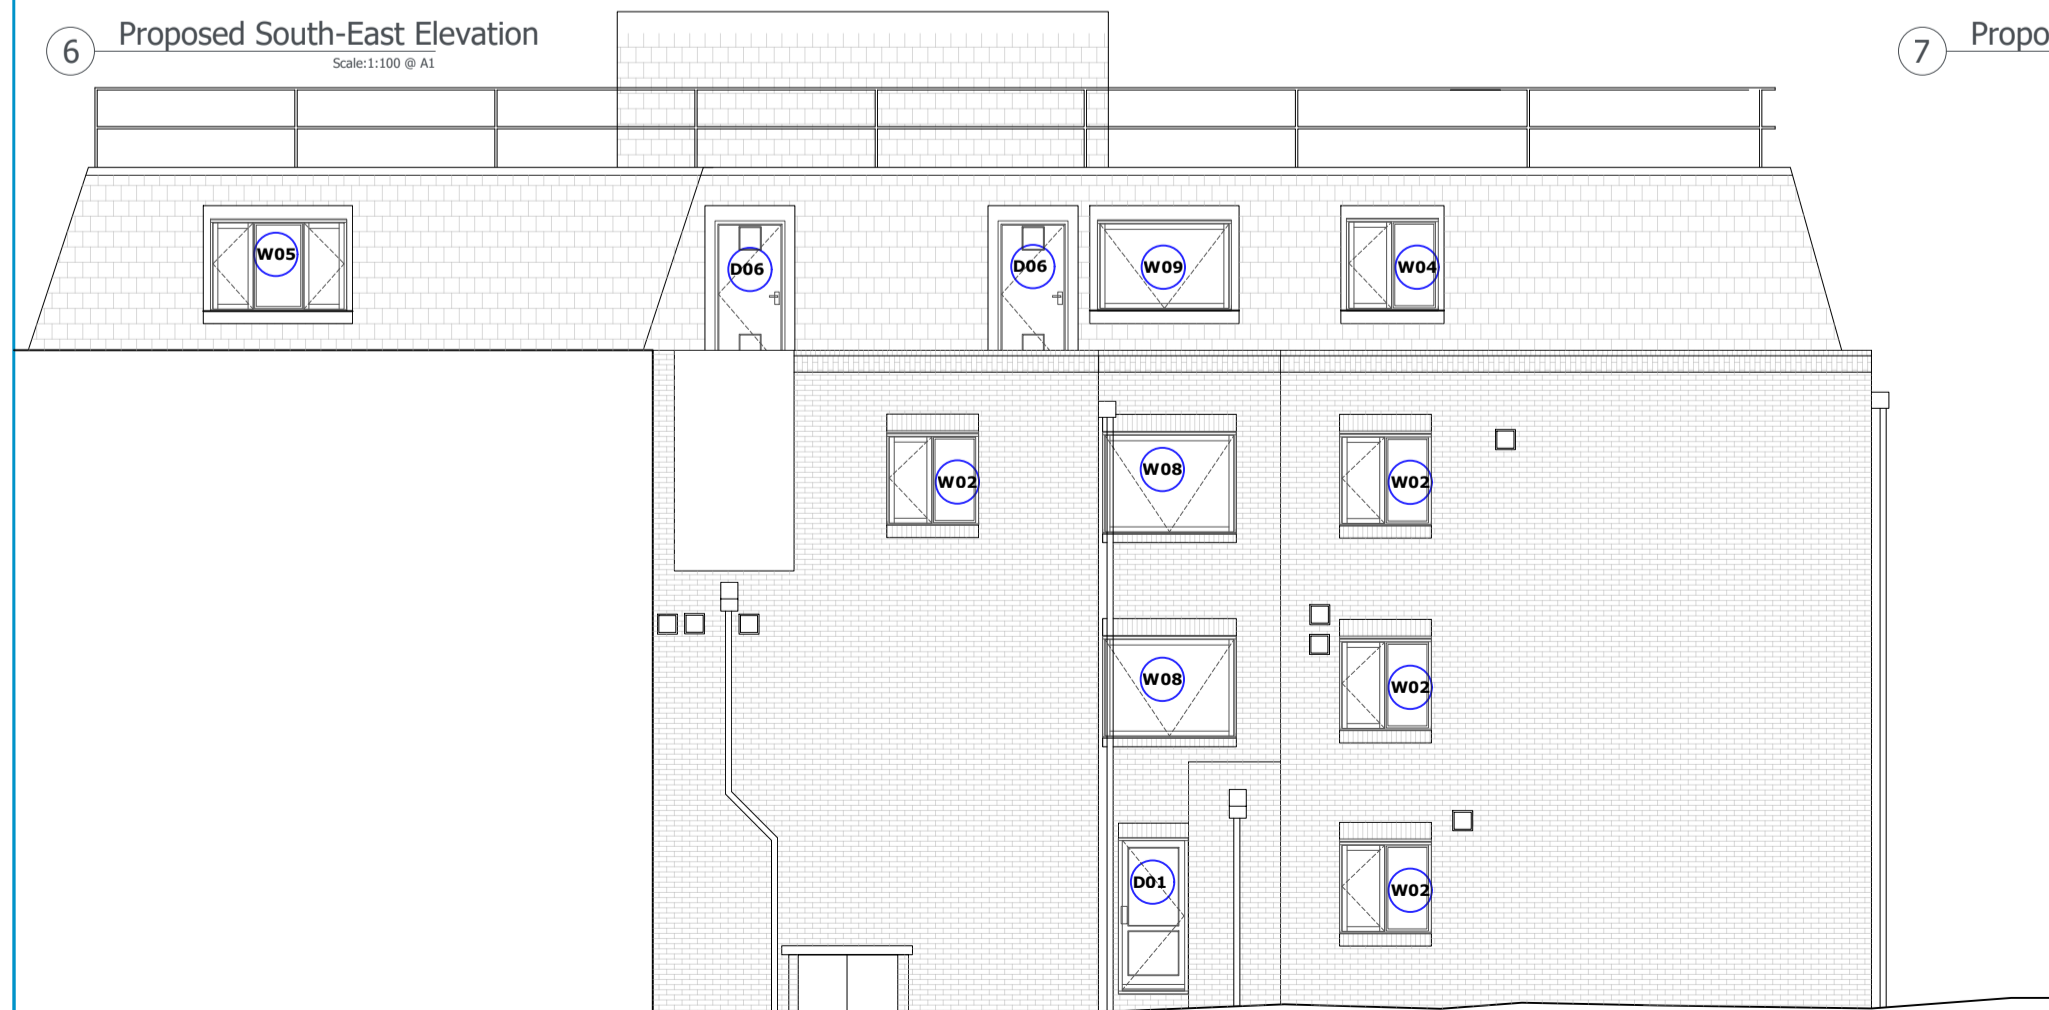 6 Proposed South-East Elevation
Scale:1:100 @ A1
7 Propo
W05
D06
D06
W09
W04
W02
W08
W02
W08
W02
D01
W02